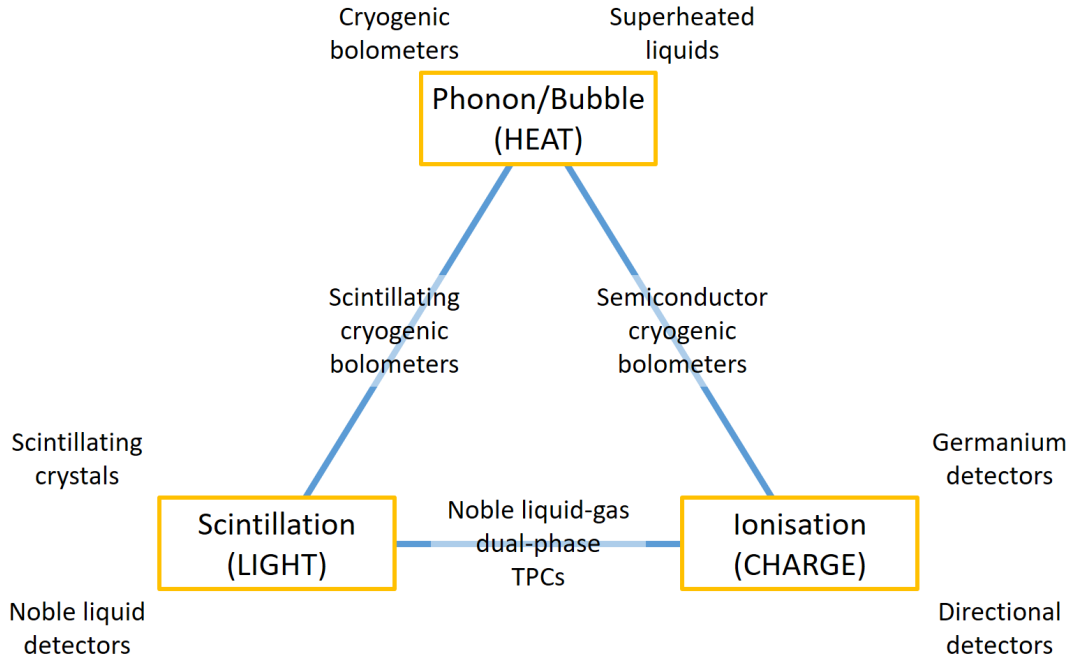 Cryogenic
bolometers
Superheated
liquids
Phonon/Bubble
(HEAT)
Scintillating
cryogenic
bolometers
Semiconductor
cryogenic
bolometers
Scintillating
crystals
Germanium
detectors
Scintillation
(LIGHT)
Noble liquid-gas
dual-phase
TPCs
Ionisation
(CHARGE)
Noble liquid
detectors
Directional
detectors